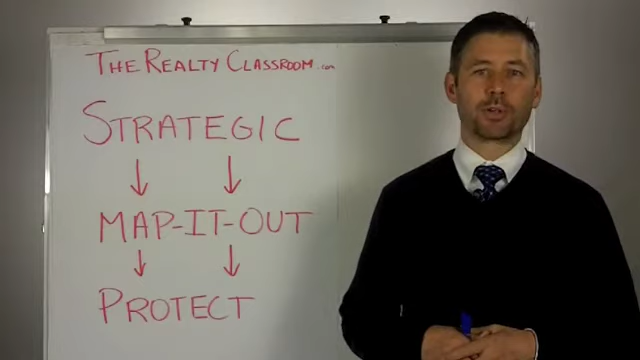 THE REALTY CLASSROOM.com
STRATEGIC
MAP-IT-OUT
PROTECT